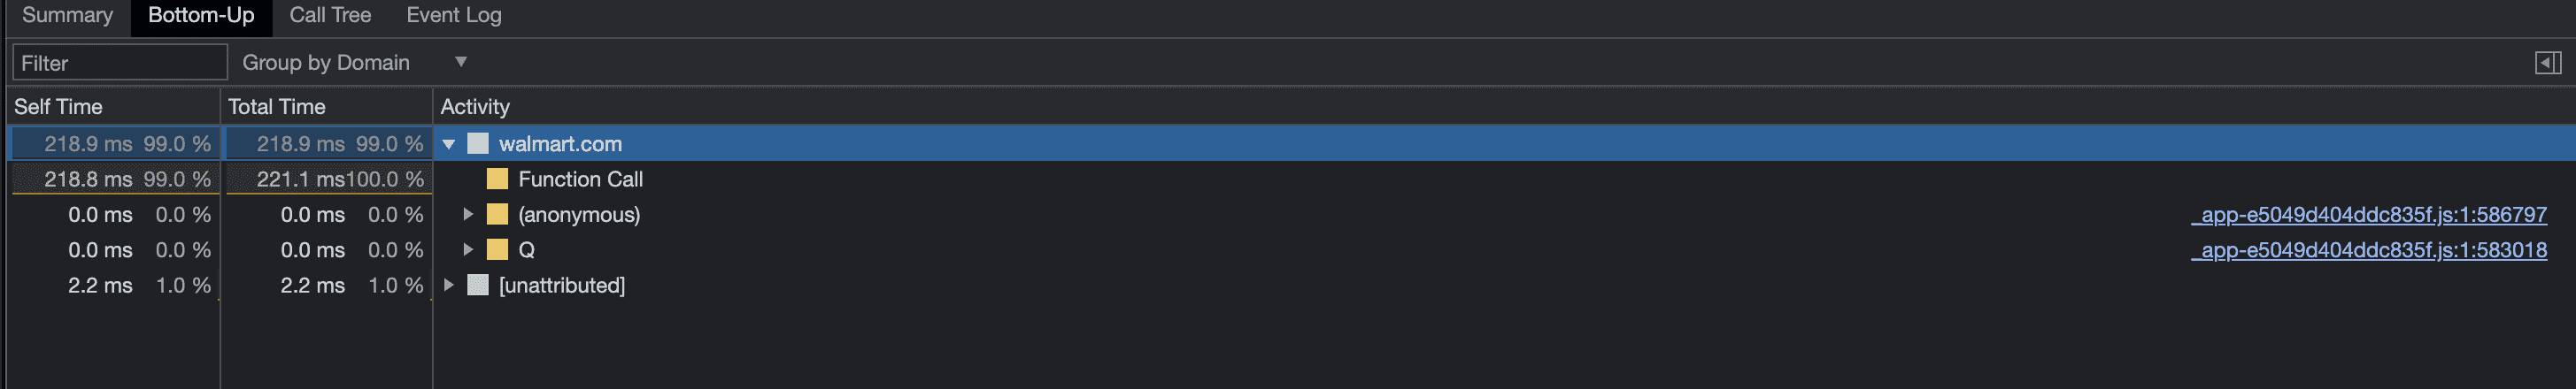 Summary Bottom-Up Call Tree Event Log
Filter Group by Domain
Self Time Total Time Activity
218.9 ms 99.0 % 218.9 ms 99.0 % walmart.com
218.8 ms 99.0 % 221.1 ms100.0 % Function Call
0.0 ms 0.0 % 0.0 ms 0.0 % (anonymous) _app-e5049d404ddc835f.js:1:586797
0.0 ms 0.0 % 0.0 ms 0.0 % Q _app-e5049d404ddc835f.js:1:583018
2.2 ms 1.0 % 2.2 ms 1.0 % [unattributed]